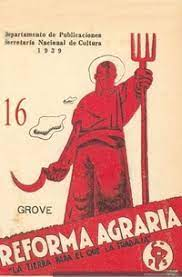 Departamento de Publicaciones
Secretaría Nacional de Cultura
1939
16
GROVE
REFORMA AGRARIA
"LA TIERRA PARA EL QUE LA TRABAJA"
PS